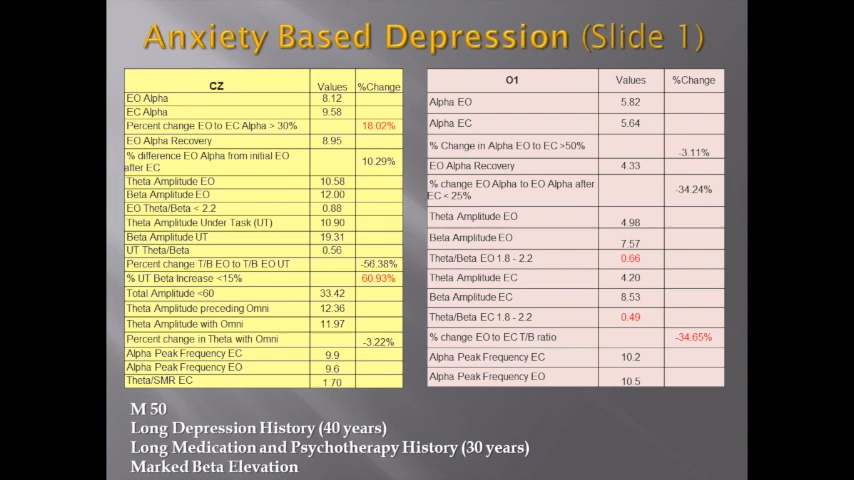 Anxiety Based Depression (Slide 1)
CZ Values %Change
EO Alpha 8.12
EC Alpha 9.58
Percent change EO to EC Alpha > 30% 18.02%
EO Alpha Recovery 8.95
% difference EO Alpha from initial EO
after EC 10.29%
Theta Amplitude EO 10.58
Beta Amplitude EO 12.00
EO Theta/Beta < 2.2 0.88
Theta Amplitude Under Task (UT) 10.90
Beta Amplitude UT 19.31
UT Theta/Beta 0.56
Percent change T/B EO to T/B EO UT -56.38%
% UT Beta Increase <15% 60.93%
Total Amplitude <60 33.42
Theta Amplitude preceding Omni 12.36
Theta Amplitude with Omni 11.97
Percent change in Theta with Omni -3.22%
Alpha Peak Frequency EC 9.9
Alpha Peak Frequency EO 9.6
Theta/SMR EC 1.70
O1 Values %Change
Alpha EO 5.82
Alpha EC 5.64
% Change in Alpha EO to EC >50% -3.11%
EO Alpha Recovery 4.33
% change EO Alpha to EO Alpha after
EC < 25% -34.24%
Theta Amplitude EO 4.98
Beta Amplitude EO 7.57
Theta/Beta EO 1.8 - 2.2 0.66
Theta Amplitude EC 4.20
Beta Amplitude EC 8.53
Theta/Beta EC 1.8 - 2.2 0.49
% change EO to EC T/B ratio -34.65%
Alpha Peak Frequency EC 10.2
Alpha Peak Frequency EO 10.5
M 50
Long Depression History (40 years)
Long Medication and Psychotherapy History (30 years)
Marked Beta Elevation